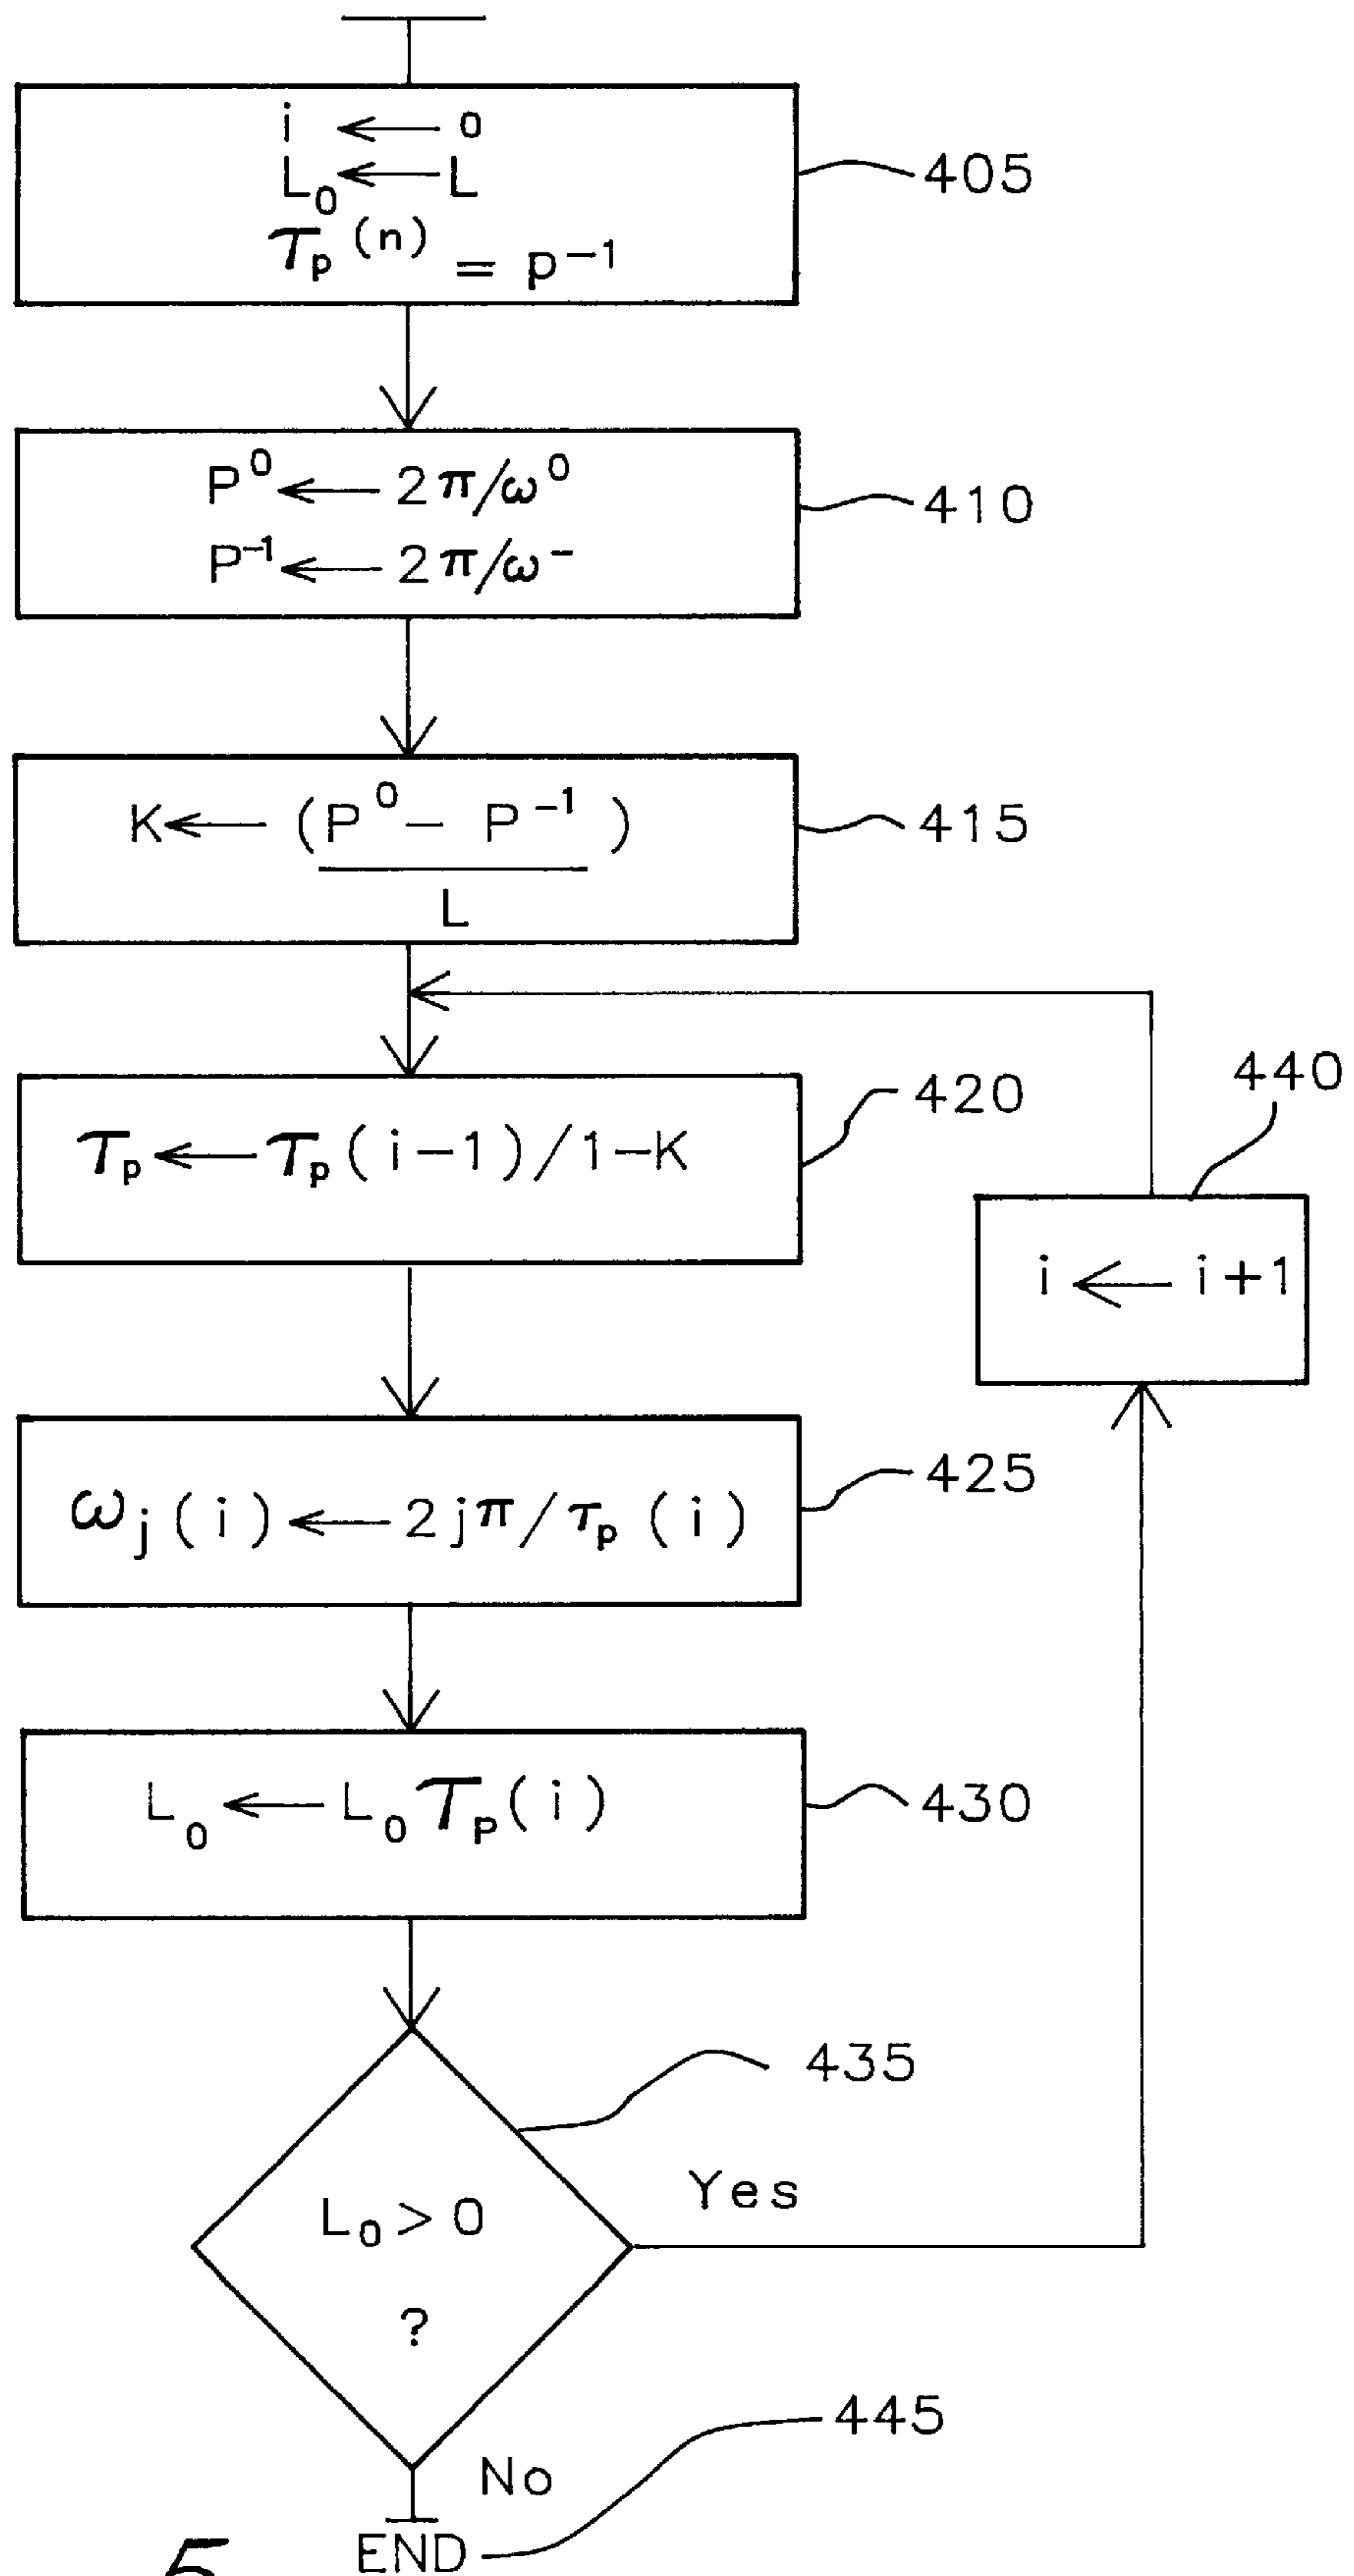 i ← o
L₀ ← L
τₚ⁽ⁿ⁾ = p⁻¹
405
P⁰ ← 2π/ω⁰
P⁻¹ ← 2π/ω⁻
410
K ← (P⁰ − P⁻¹)
L
415
τₚ ← τₚ(i−1)/1−K
420
440
i ← i+1
ωⱼ(i) ← 2jπ/τₚ(i)
425
L₀ ← L₀τₚ(i)
430
435
L₀ > 0
?
Yes
No
445
END
5